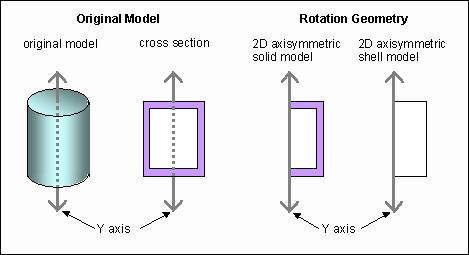 Original Model
Rotation Geometry
original model
cross section
2D axisymmetric
solid model
2D axisymmetric
shell model
Y axis
Y axis